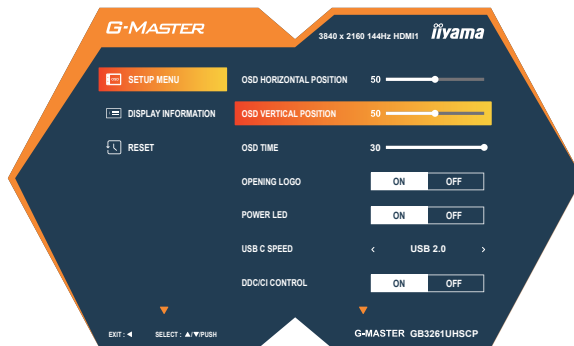 G-MASTER
3840 x 2160 144Hz HDMI1 iiyama
SETUP MENU
OSD HORIZONTAL POSITION 50
DISPLAY INFORMATION
OSD VERTICAL POSITION 50
RESET
OSD TIME 30
OPENING LOGO ON OFF
POWER LED ON OFF
USB C SPEED < USB 2.0 >
DDC/CI CONTROL ON OFF
EXIT : ◀ SELECT : ▲/▼/PUSH
G-MASTER GB3261UHSCP